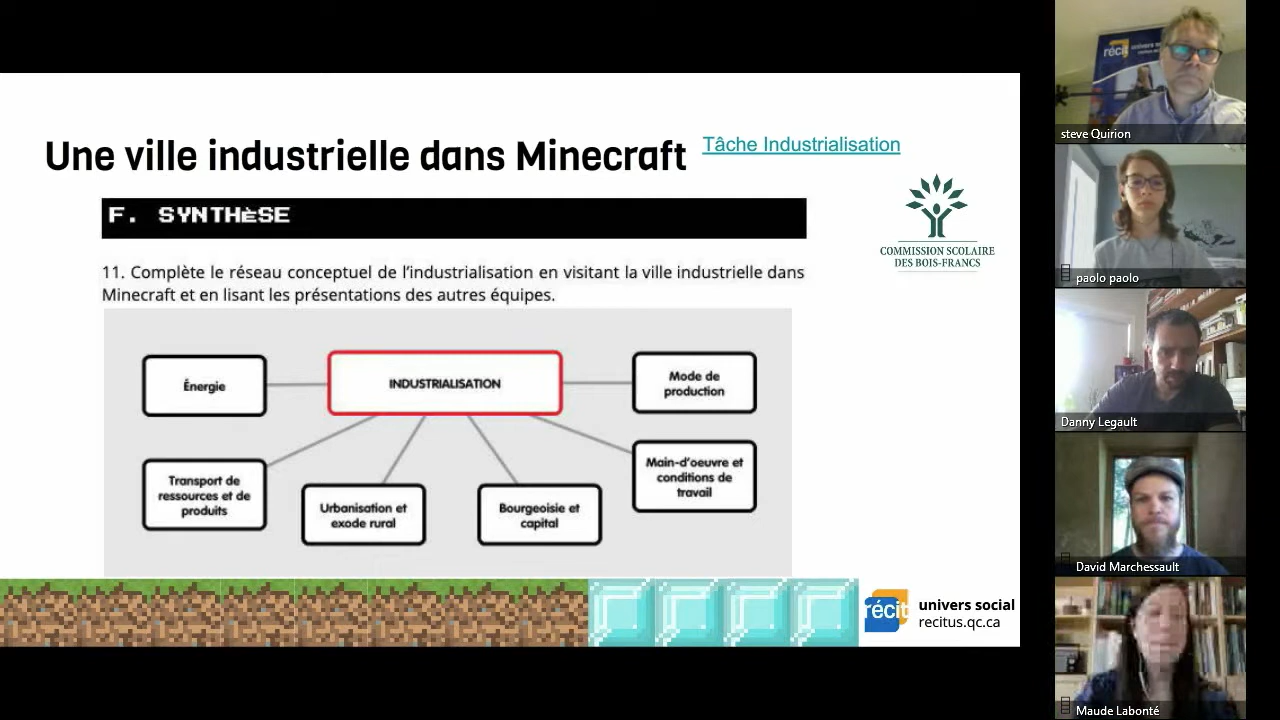 Une ville industrielle dans Minecraft
Tâche Industrialisation
F. SYNTHèSE
COMMISSION SCOLAIRE
DES BOIS-FRANCS
11. Complète le réseau conceptuel de l'industrialisation en visitant la ville industrielle dans
Minecraft et en lisant les présentations des autres équipes.
Énergie
INDUSTRIALISATION
Mode de
production
Transport de
ressources et de
produits
Urbanisation et
exode rural
Bourgeoisie et
capital
Main-d'oeuvre et
conditions de
travail
récit
univers social
recitus.qc.ca
récit
steve Quirion
paolo paolo
Danny Legault
David Marchessault
Maude Labonté